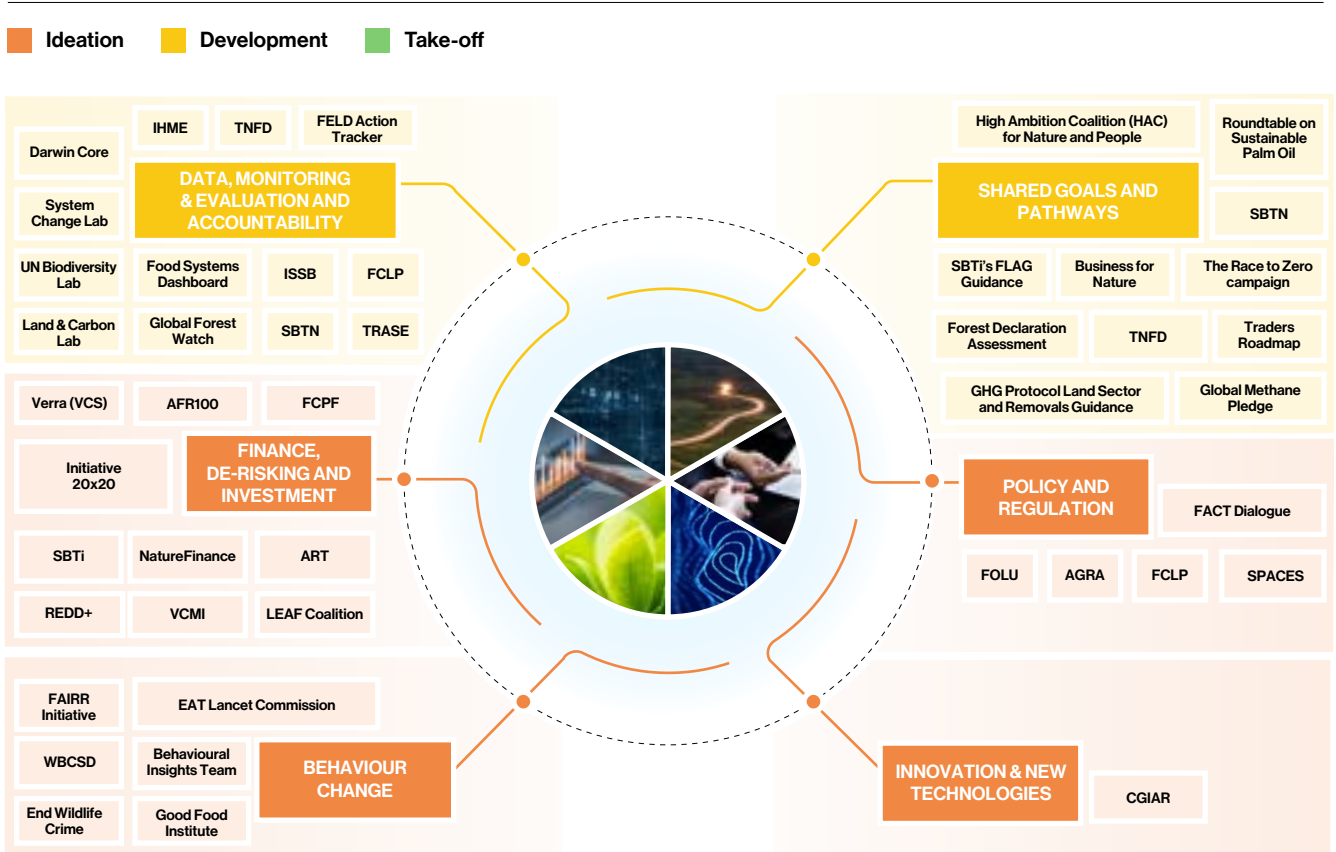 Ideation
Development
Take-off
IHME
TNFD
FELD Action
Tracker
Darwin Core
DATA, MONITORING
& EVALUATION AND
ACCOUNTABILITY
System
Change Lab
UN Biodiversity
Lab
Food Systems
Dashboard
ISSB
FCLP
Land & Carbon
Lab
Global Forest
Watch
SBTN
TRASE
High Ambition Coalition (HAC)
for Nature and People
Roundtable on
Sustainable
Palm Oil
SHARED GOALS AND
PATHWAYS
SBTN
SBTi’s FLAG
Guidance
Business for
Nature
The Race to Zero
campaign
Forest Declaration
Assessment
TNFD
Traders
Roadmap
GHG Protocol Land Sector
and Removals Guidance
Global Methane
Pledge
Verra (VCS)
AFR100
FCPF
Initiative
20x20
FINANCE,
DE-RISKING AND
INVESTMENT
SBTi
NatureFinance
ART
REDD+
VCMI
LEAF Coalition
POLICY AND
REGULATION
FACT Dialogue
FOLU
AGRA
FCLP
SPACES
FAIRR
Initiative
EAT Lancet Commission
WBCSD
Behavioural
Insights Team
BEHAVIOUR
CHANGE
End Wildlife
Crime
Good Food
Institute
INNOVATION & NEW
TECHNOLOGIES
CGIAR